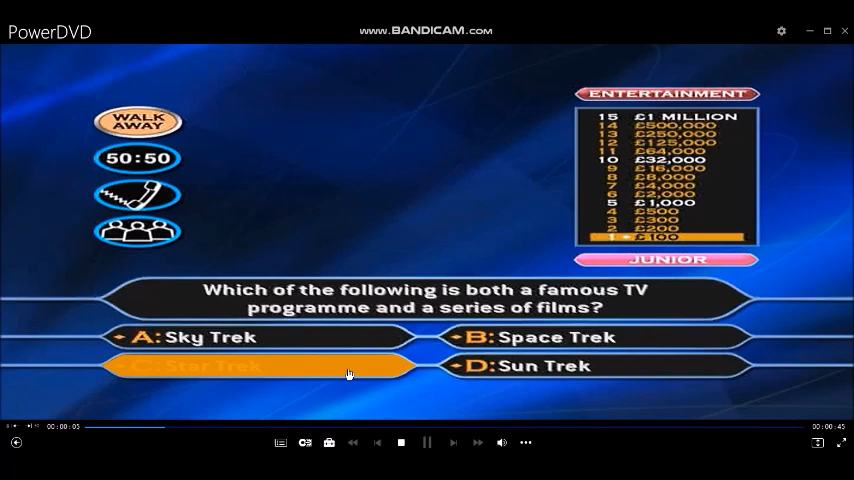 PowerDVD
www.BANDICAM.com
ENTERTAINMENT
WALK
AWAY
50:50
15 £1 MILLION
14 £500,000
13 £250,000
12 £125,000
11 £64,000
10 £32,000
9 £16,000
8 £8,000
7 £4,000
6 £2,000
5 £1,000
4 £500
3 £300
2 £200
1 £100
JUNIOR
Which of the following is both a famous TV
programme and a series of films?
A: Sky Trek
B: Space Trek
C: Star Trek
D: Sun Trek
00:00:05
00:00:45